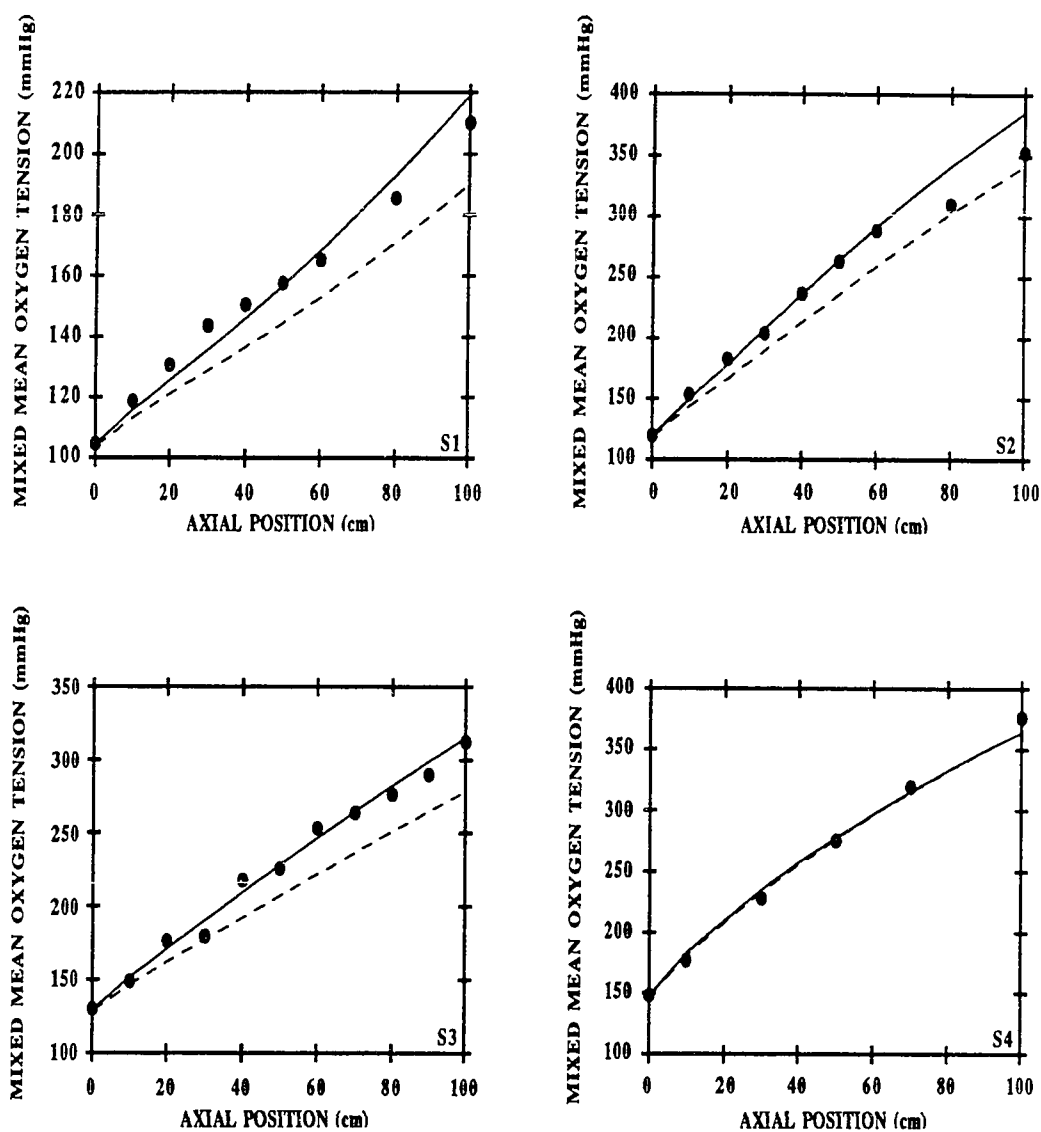 MIXED MEAN OXYGEN TENSION (mmHg)
220
200
180
160
140
120
100
S1
0 20 40 60 80 100
AXIAL POSITION (cm)
MIXED MEAN OXYGEN TENSION (mmHg)
400
350
300
250
200
150
100
S2
0 20 40 60 80 100
AXIAL POSITION (cm)
MIXED MEAN OXYGEN TENSION (mmHg)
350
300
250
200
150
100
S3
0 20 40 60 80 100
AXIAL POSITION (cm)
MIXED MEAN OXYGEN TENSION (mmHg)
400
350
300
250
200
150
100
S4
0 20 40 60 80 100
AXIAL POSITION (cm)